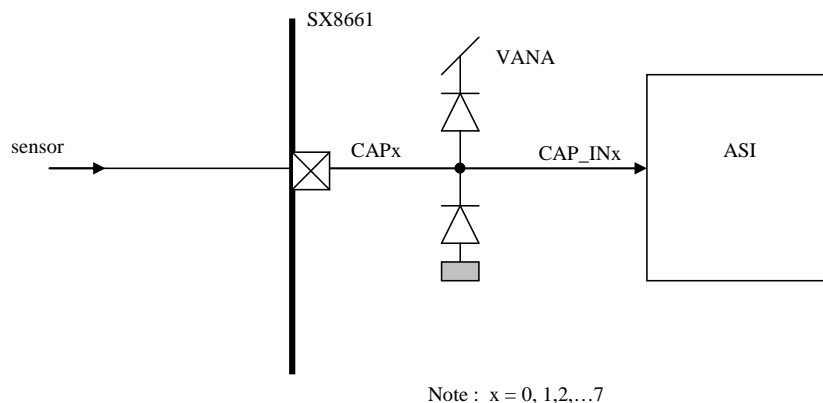 SX8661
VANA
sensor
CAPx
CAP_INx
ASI
Note : x = 0, 1,2,…7